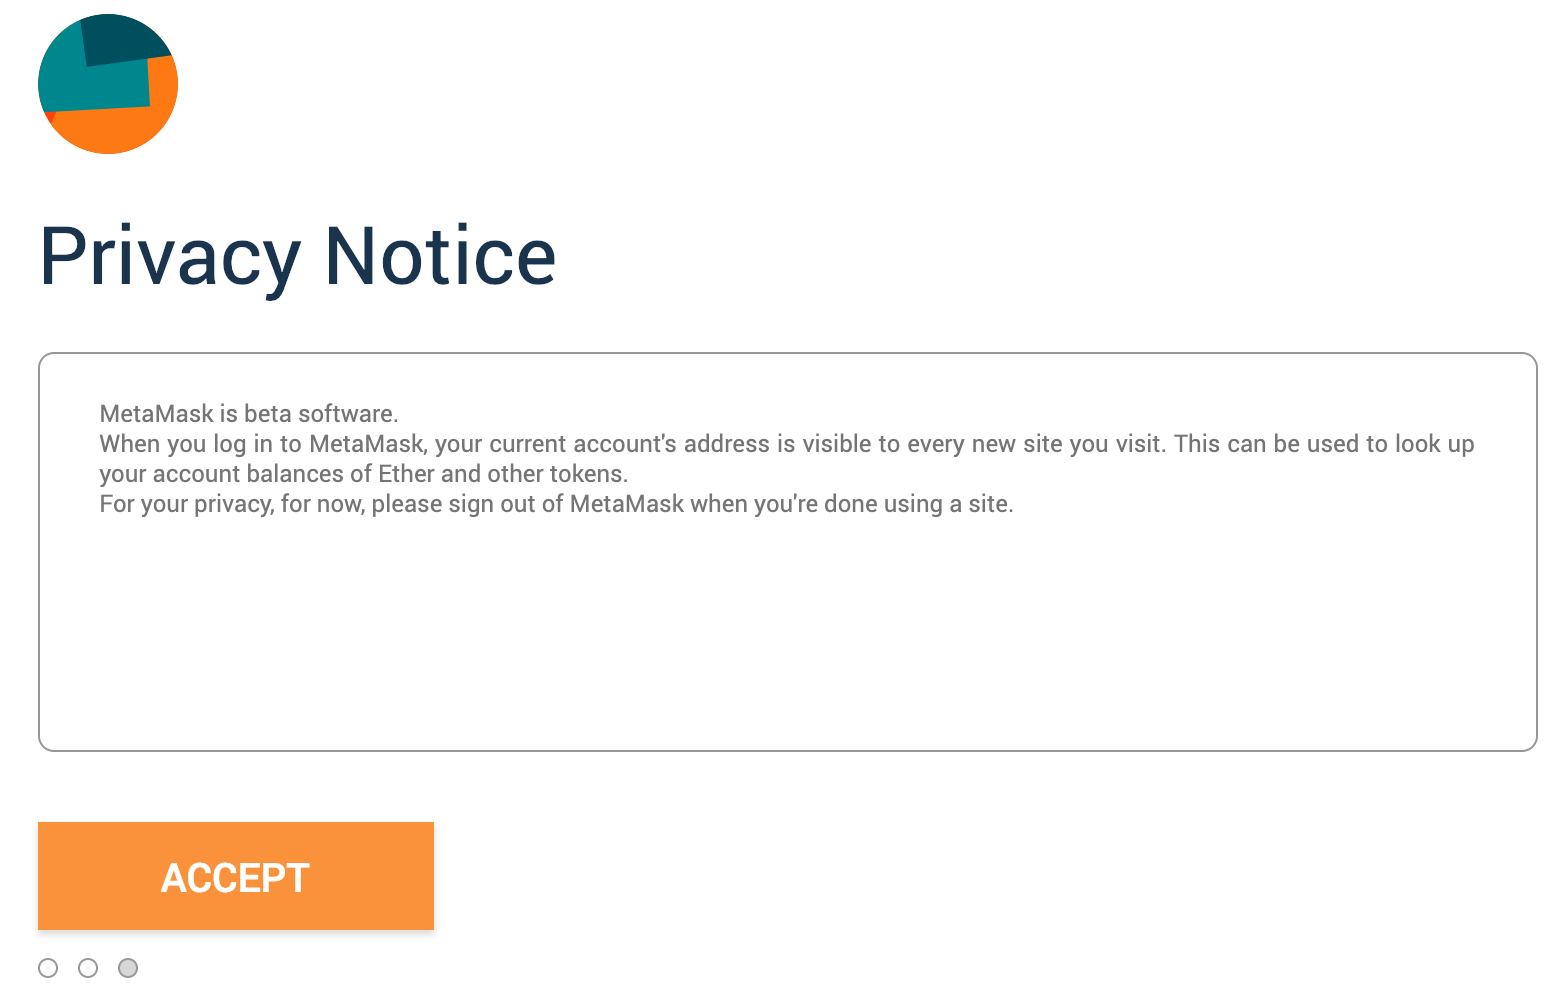 Privacy Notice
MetaMask is beta software.
When you log in to MetaMask, your current account's address is visible to every new site you visit. This can be used to look up
your account balances of Ether and other tokens.
For your privacy, for now, please sign out of MetaMask when you're done using a site.
ACCEPT